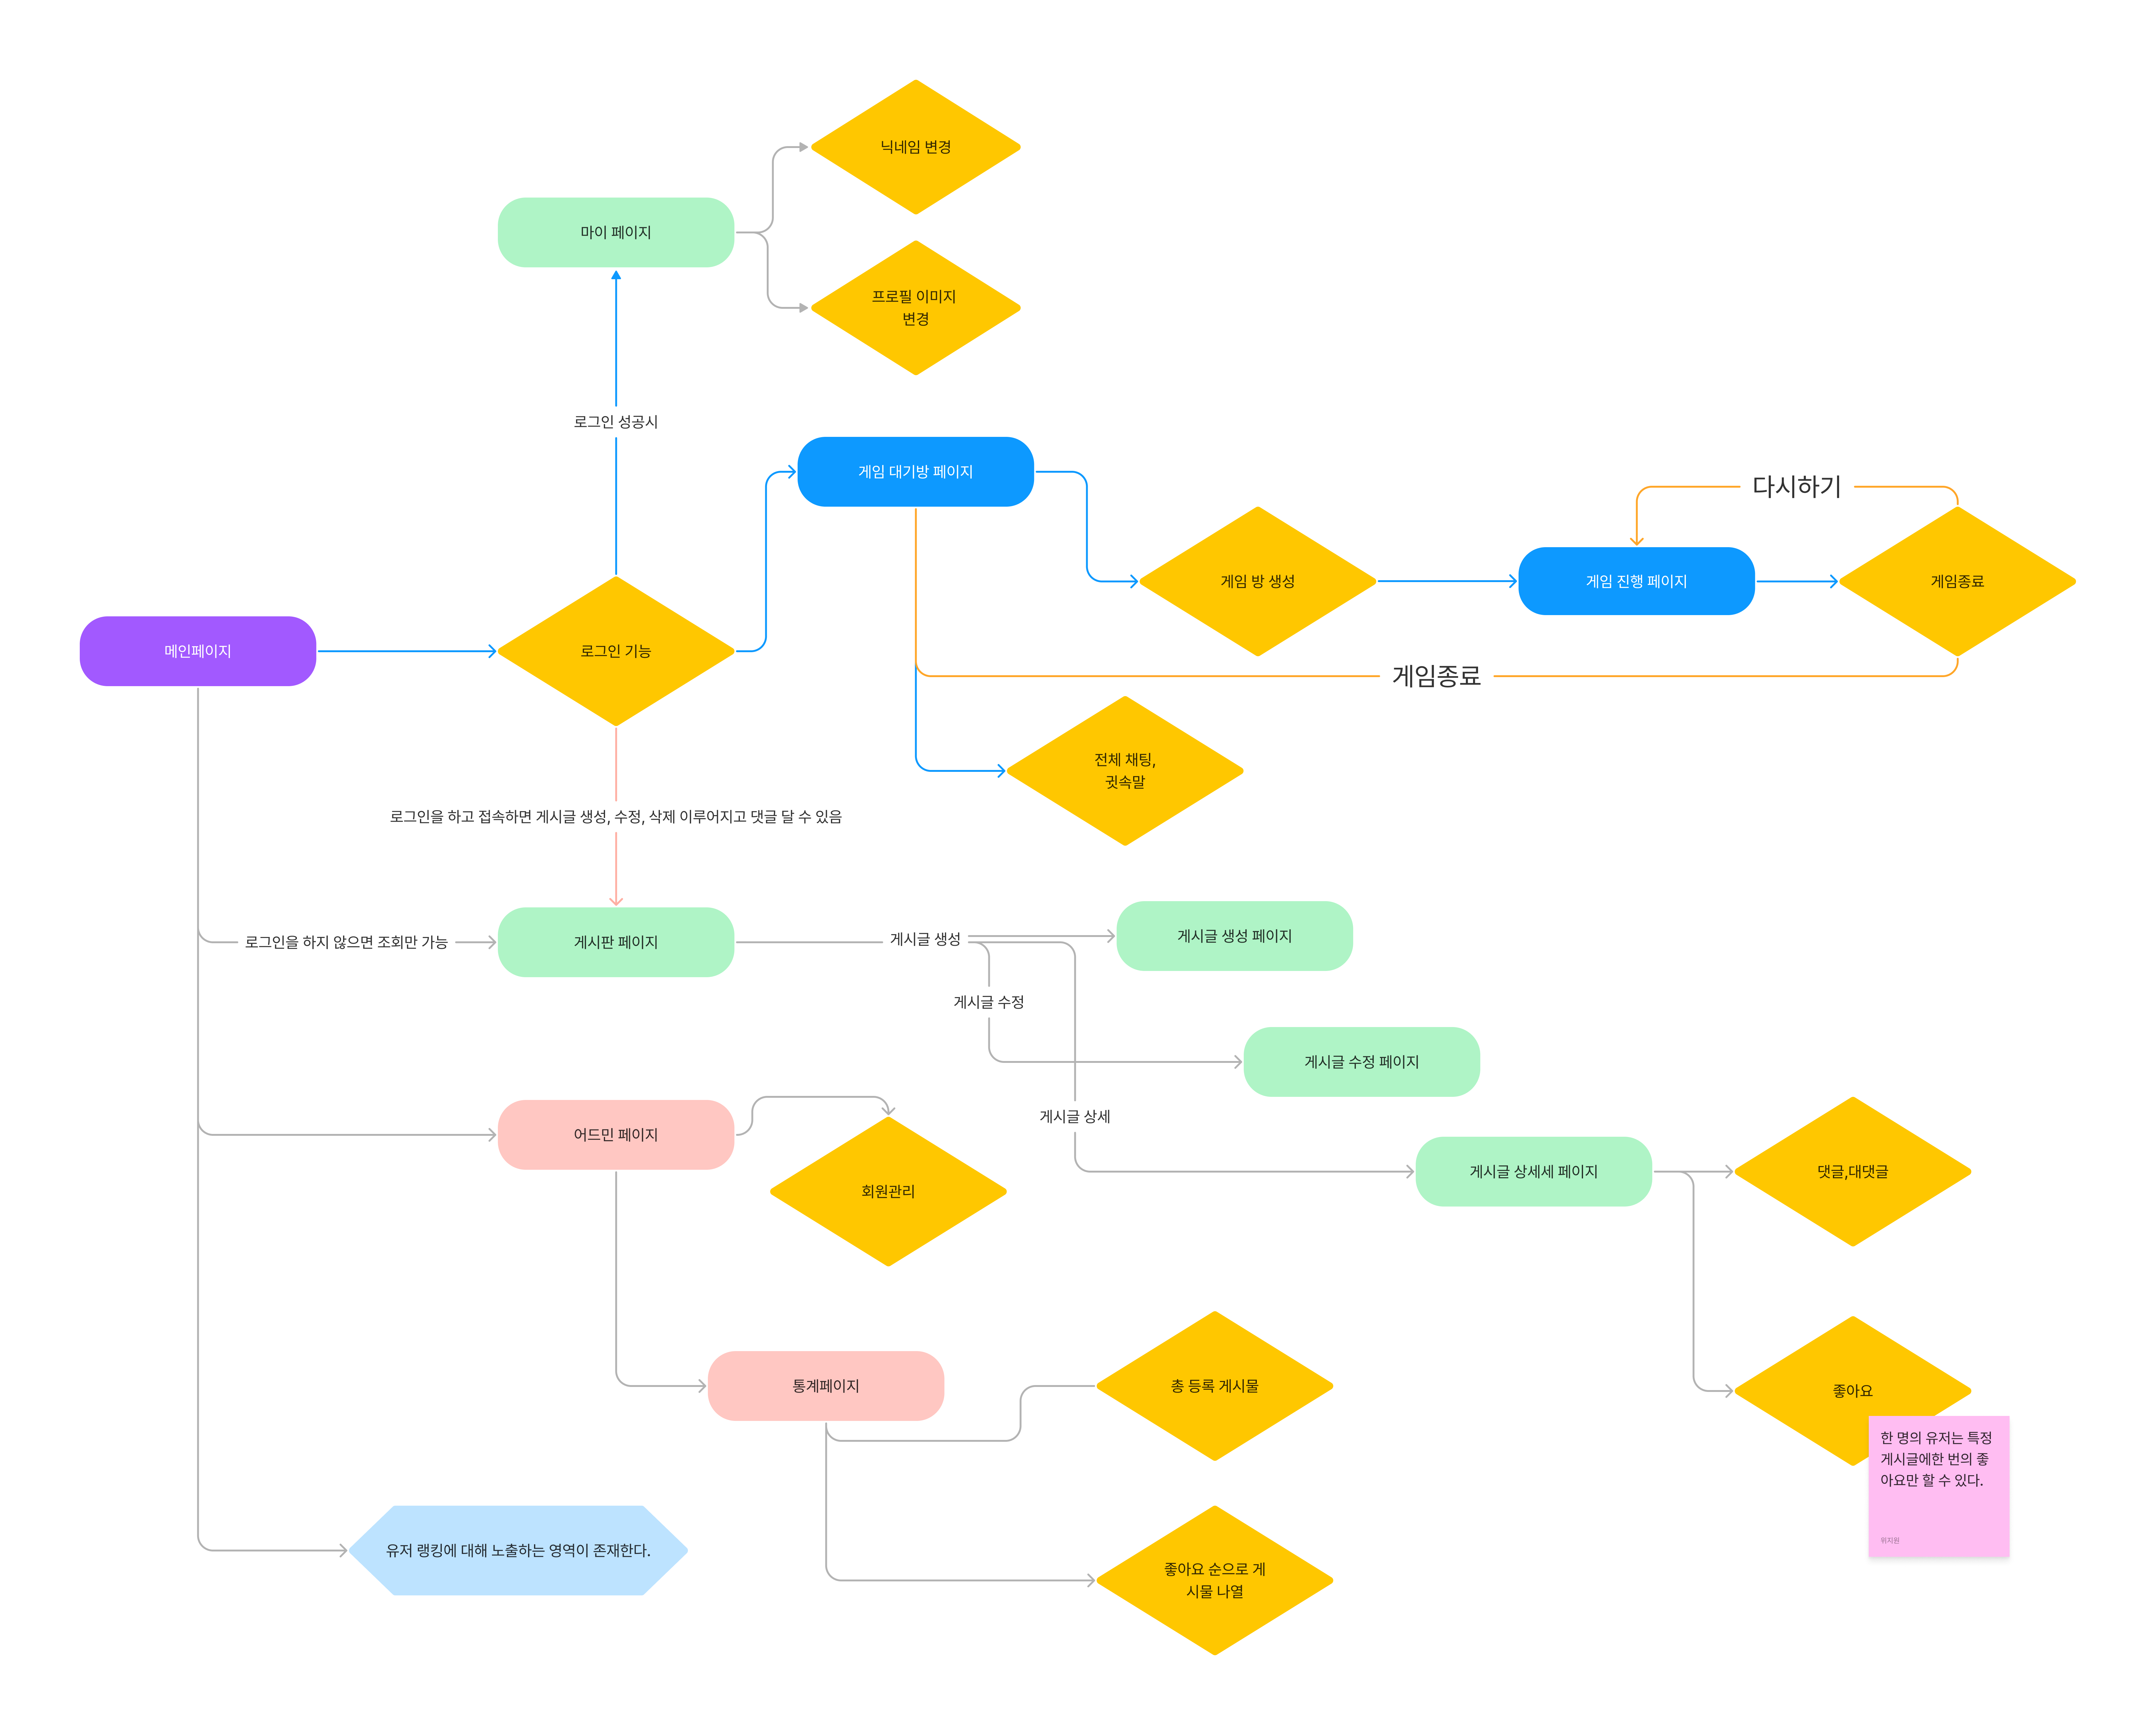 닉네임 변경
마이 페이지
프로필 이미지
변경
로그인 성공시
게임 대기방 페이지
다시하기
게임 방 생성
게임 진행 페이지
게임종료
메인페이지
로그인 기능
게임종료
전체 채팅,
귓속말
로그인을 하고 접속하면 게시글 생성, 수정, 삭제 이루어지고 댓글 달 수 있음
로그인을 하지 않으면 조회만 가능
게시판 페이지
게시글 생성
게시글 생성 페이지
게시글 수정
게시글 수정 페이지
게시글 상세
어드민 페이지
회원관리
게시글 상세세 페이지
댓글,대댓글
통계페이지
총 등록 게시물
좋아요
한 명의 유저는 특정
게시글에한 번의 좋
아요만 할 수 있다.
위지원
유저 랭킹에 대해 노출하는 영역이 존재한다.
좋아요 순으로 게
시물 나열